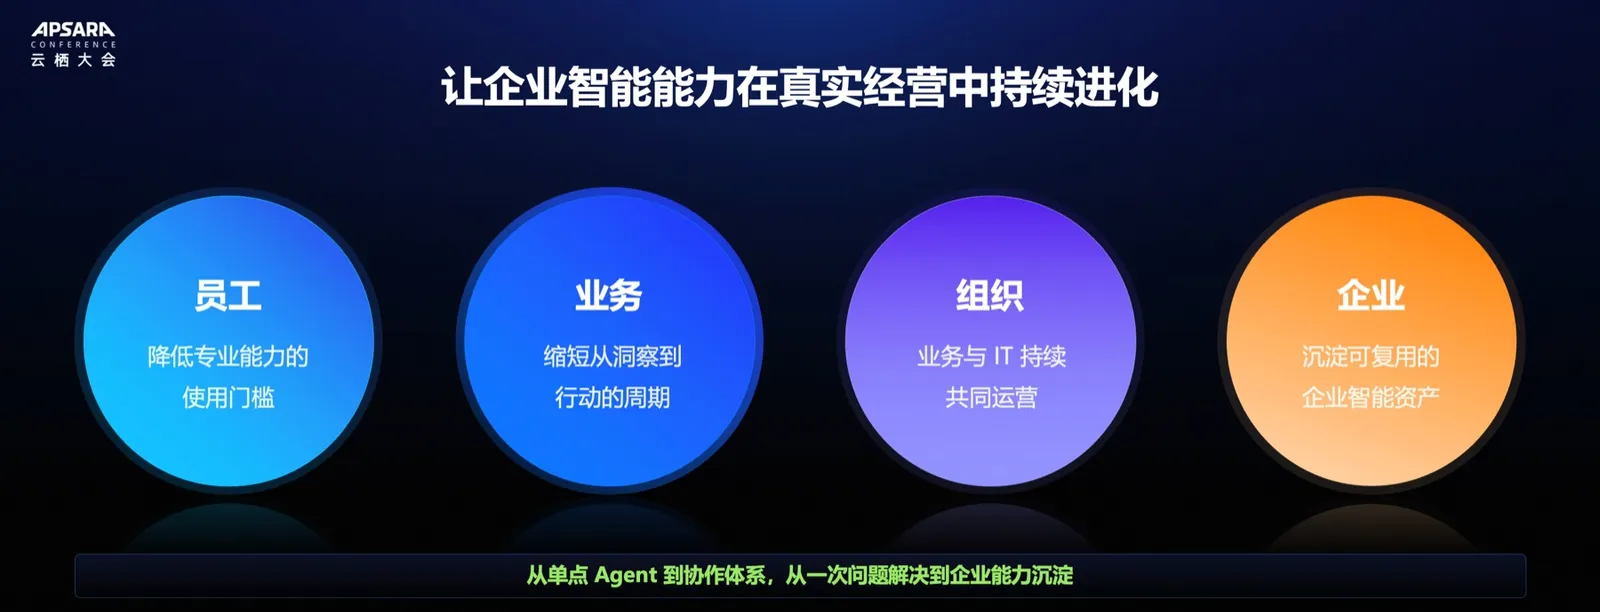 APSARA
CONFERENCE
云栖大会
让企业智能能力在真实经营中持续进化
员工
降低专业能力的
使用门槛
业务
缩短从洞察到
行动的周期
组织
业务与 IT 持续
共同运营
企业
沉淀可复用的
企业智能资产
从单点 Agent 到协作体系，从一次问题解决到企业能力沉淀